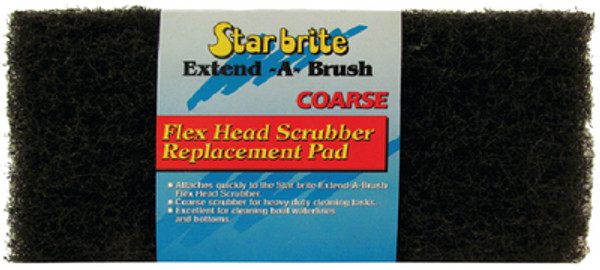 Star brite
Extend -A- Brush
COARSE
Flex Head Scrubber
Replacement Pad
• Attaches quickly to the Star brite Extend-A-Brush
Flex Head Scrubber.
• Coarse scrubber for heavy duty cleaning tasks.
• Excellent for cleaning boat waterlines
and bottoms.